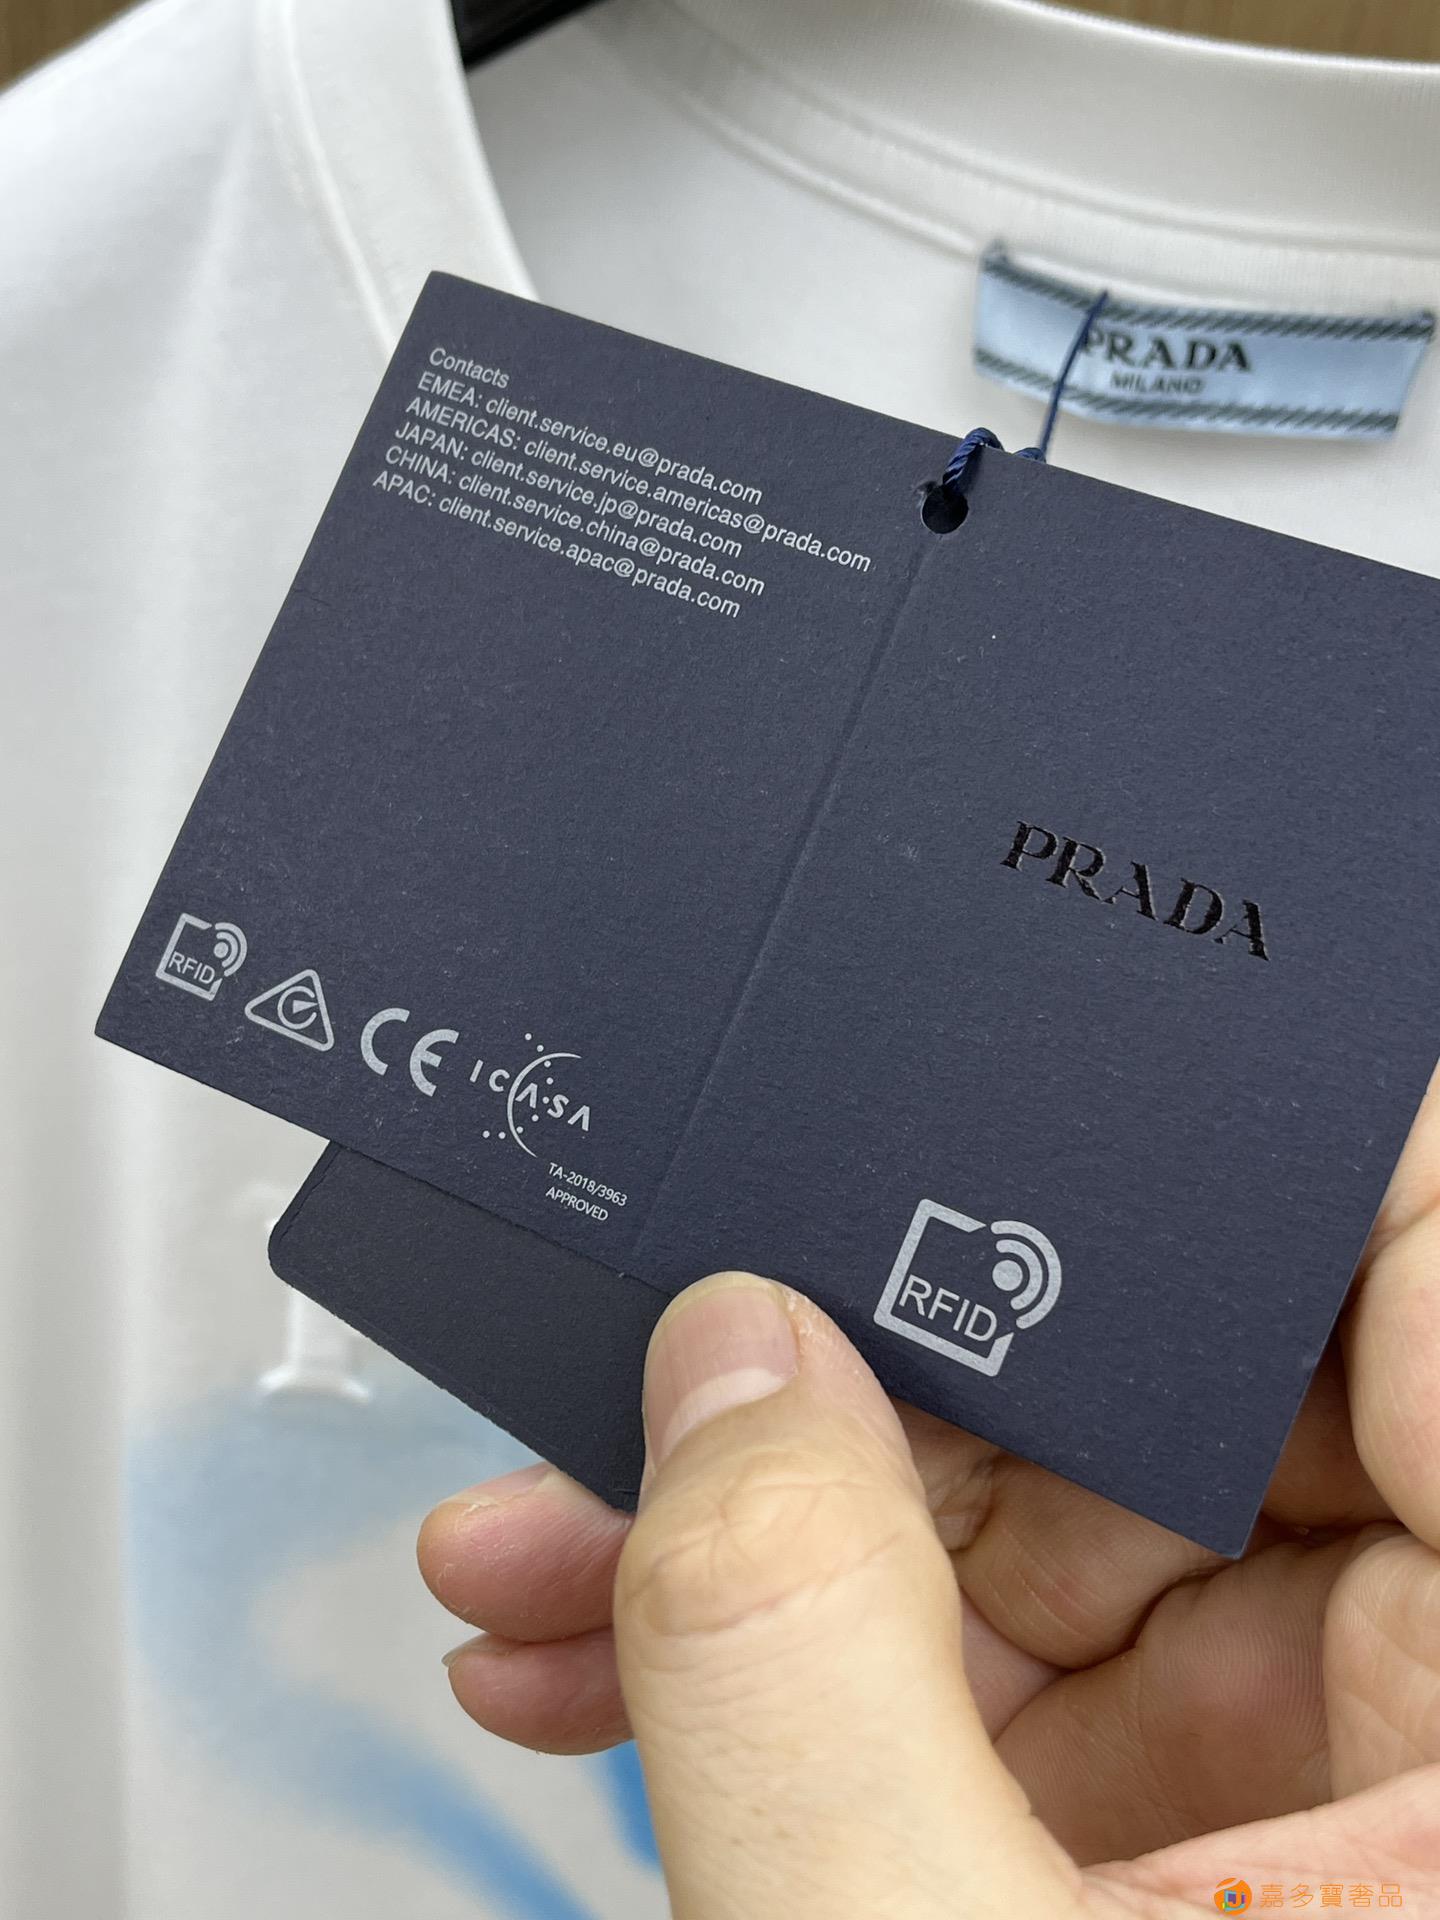 PRADA
MILANO
Contacts
EMEA: client.service.eu@prada.com
AMERICAS: client.service.americas@prada.com
JAPAN: client.service.jp@prada.com
CHINA: client.service.china@prada.com
APAC: client.service.apac@prada.com
PRADA
RFID
CE
ICASA
TA-2018/3963
APPROVED
RFID
嘉多寶奢品